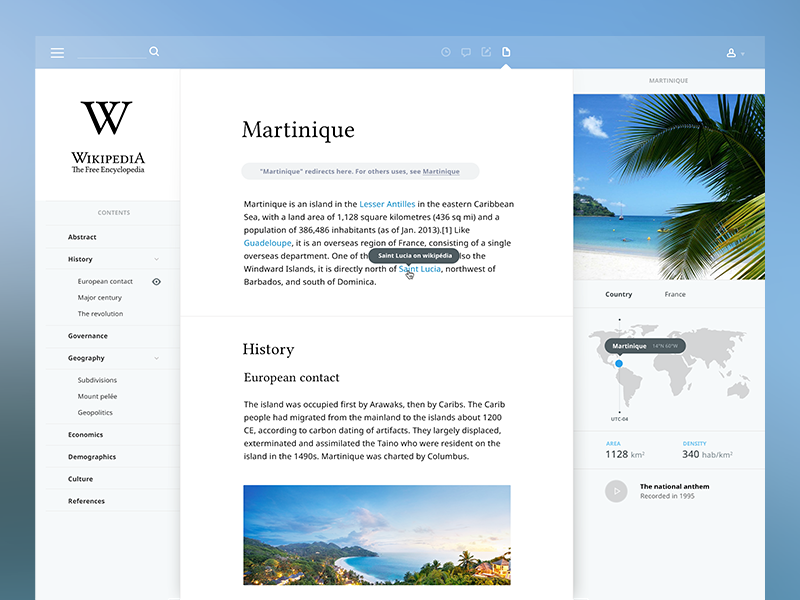 WIKIPEDIA
The Free Encyclopedia
CONTENTS
Abstract
History
European contact
Major century
The revolution
Governance
Geography
Subdivisions
Mount pelée
Geopolitics
Economics
Demographics
Culture
References
Martinique
"Martinique" redirects here. For others uses, see Martinique
Martinique is an island in the Lesser Antilles in the eastern Caribbean
Sea, with a land area of 1,128 square kilometres (436 sq mi) and a
population of 386,486 inhabitants (as of Jan. 2013).[1] Like
Guadeloupe, it is an overseas region of France, consisting of a single
overseas department. One of th
Saint Lucia on wikipédia
lso the
Windward Islands, it is directly north of Saint Lucia, northwest of
Barbados, and south of Dominica.
History
European contact
The island was occupied first by Arawaks, then by Caribs. The Carib
people had migrated from the mainland to the islands about 1200
CE, according to carbon dating of artifacts. They largely displaced,
exterminated and assimilated the Taino who were resident on the
island in the 1490s. Martinique was charted by Columbus.
MARTINIQUE
Country France
Martinique 14°N 60°W
UTC-04
AREA DENSITY
1128 km² 340 hab/km²
The national anthem
Recorded in 1995